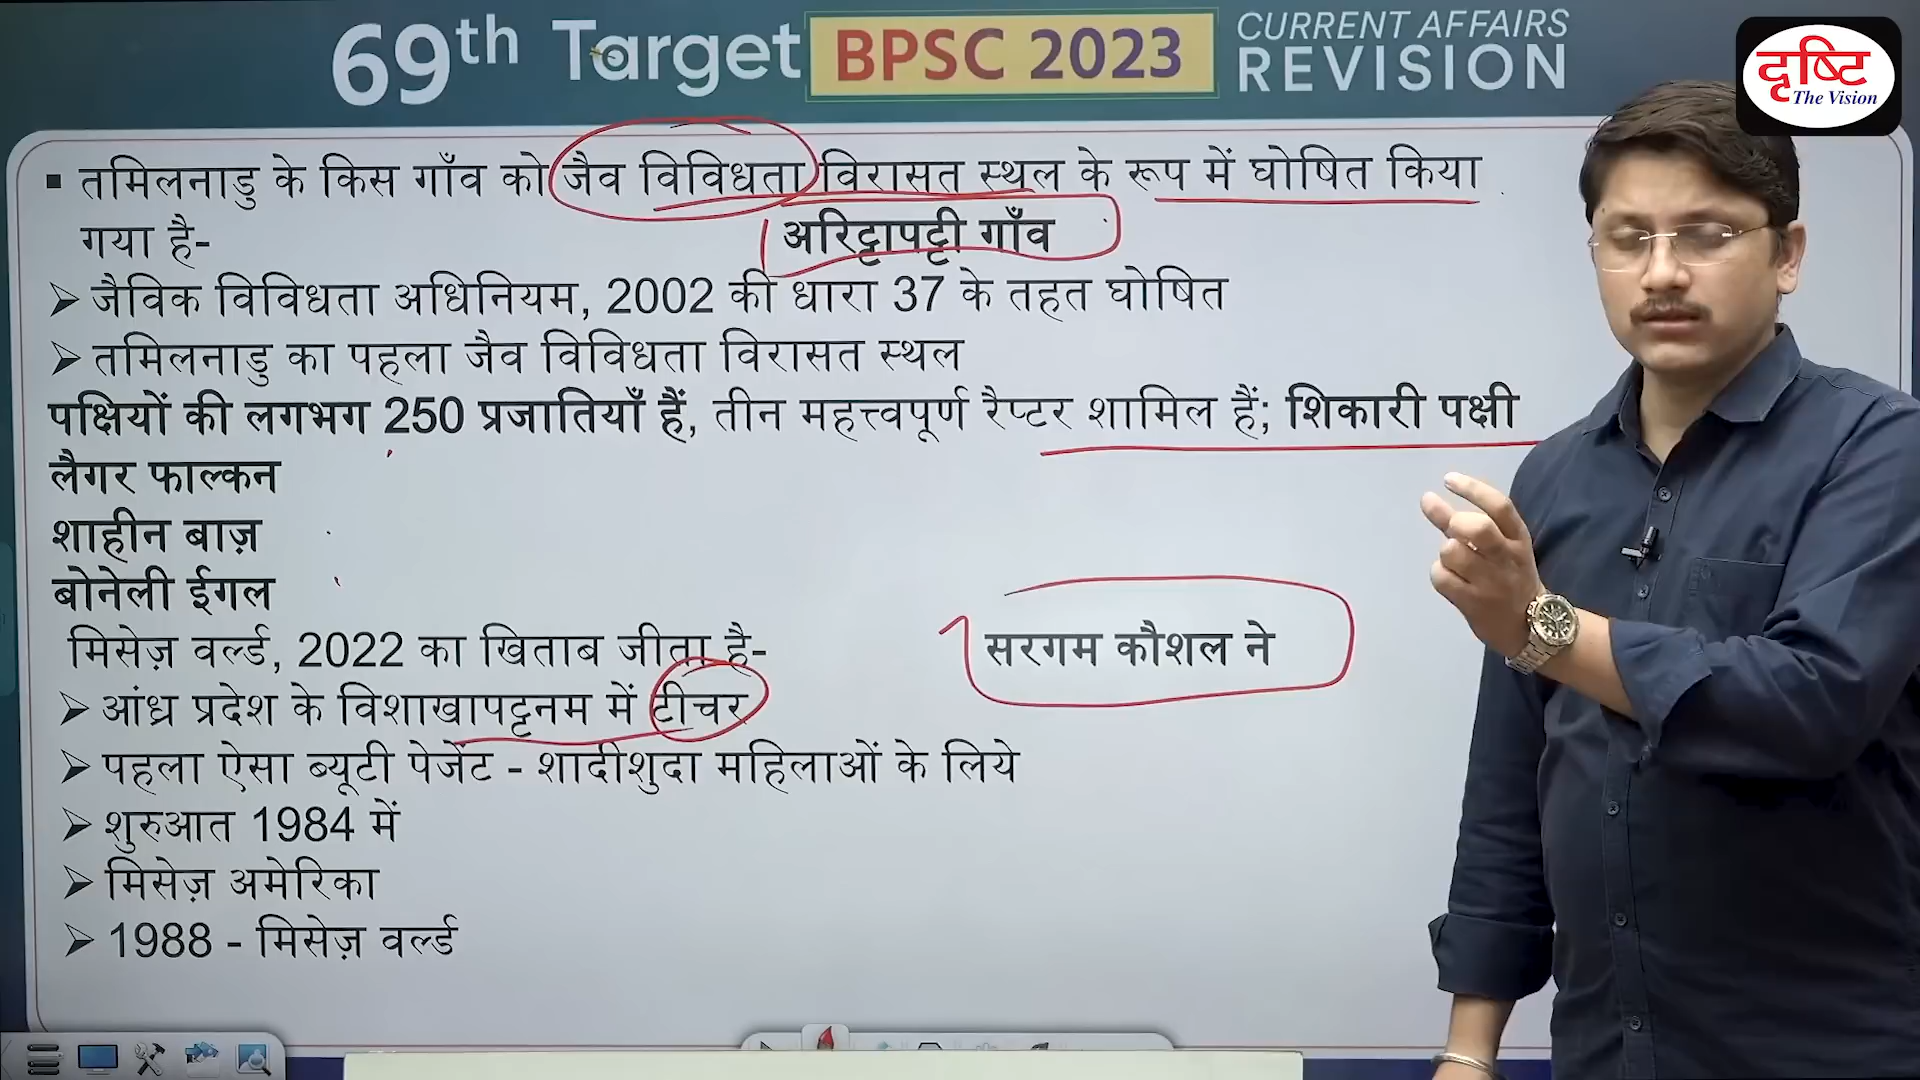 69th Target BPSC 2023 CURRENT AFFAIRS
REVISION
दृष्टि
The Vision
▪ तमिलनाडु के किस गाँव को जैव विविधता विरासत स्थल के रूप में घोषित किया
गया है- अरिट्टापट्टी गाँव
➢ जैविक विविधता अधिनियम, 2002 की धारा 37 के तहत घोषित
➢ तमिलनाडु का पहला जैव विविधता विरासत स्थल
पक्षियों की लगभग 250 प्रजातियाँ हैं, तीन महत्त्वपूर्ण रैप्टर शामिल हैं; शिकारी पक्षी
लैगर फाल्कन
शाहीन बाज़
बोनेली ईगल
मिसेज़ वर्ल्ड, 2022 का खिताब जीता है- सरगम कौशल ने
➢ आंध्र प्रदेश के विशाखापट्टनम में टीचर
➢ पहला ऐसा ब्यूटी पेजेंट - शादीशुदा महिलाओं के लिये
➢ शुरुआत 1984 में
➢ मिसेज़ अमेरिका
➢ 1988 - मिसेज़ वर्ल्ड